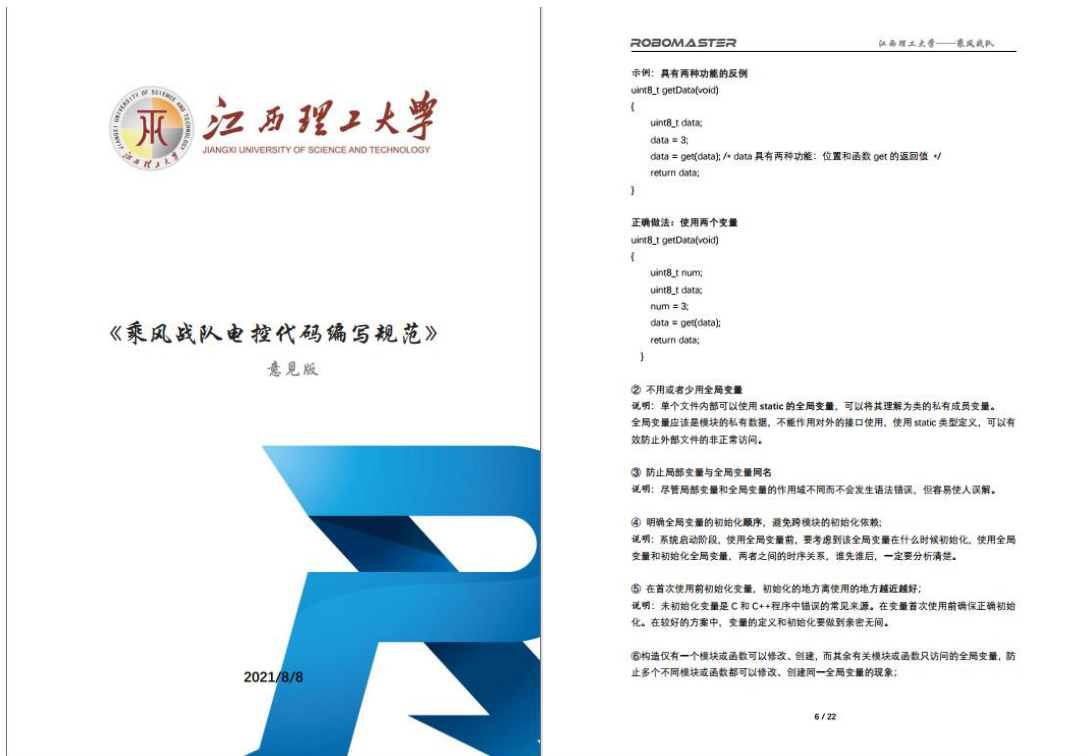 JIANGXI UNIVERSITY OF SCIENCE AND TECHNOLOGY
江西理工大学
江西理工大学
JIANGXI UNIVERSITY OF SCIENCE AND TECHNOLOGY
《乘风战队电控代码编写规范》
意见版
2021/8/8
ROBOMASTER 江西理工大学——乘风战队
示例：具有两种功能的反例
uint8_t getData(void)
{
uint8_t data;
data = 3;
data = get(data); /* data 具有两种功能：位置和函数 get 的返回值 */
return data;
}
正确做法：使用两个变量
uint8_t getData(void)
{
uint8_t num;
uint8_t data;
num = 3;
data = get(data);
return data;
}
② 不用或者少用全局变量
说明：单个文件内部可以使用 static 的全局变量，可以将其理解为类的私有成员变量。
全局变量应该是模块的私有数据，不能作用对外的接口使用，使用 static 类型定义，可以有
效防止外部文件的非正常访问。
③ 防止局部变量与全局变量同名
说明：尽管局部变量和全局变量的作用域不同而不会发生语法错误，但容易使人误解。
④ 明确全局变量的初始化顺序，避免跨模块的初始化依赖;
说明：系统启动阶段，使用全局变量前，要考虑到该全局变量在什么时候初始化，使用全局
变量和初始化全局变量，两者之间的时序关系，谁先谁后，一定要分析清楚。
⑤ 在首次使用前初始化变量，初始化的地方离使用的地方越近越好;
说明：未初始化变量是 C 和 C++程序中错误的常见来源。在变量首次使用前确保正确初始
化。在较好的方案中，变量的定义和初始化要做到亲密无间。
⑥构造仅有一个模块或函数可以修改、创建，而其余有关模块或函数只访问的全局变量，防
止多个不同模块或函数都可以修改、创建同一全局变量的现象;
6 / 22